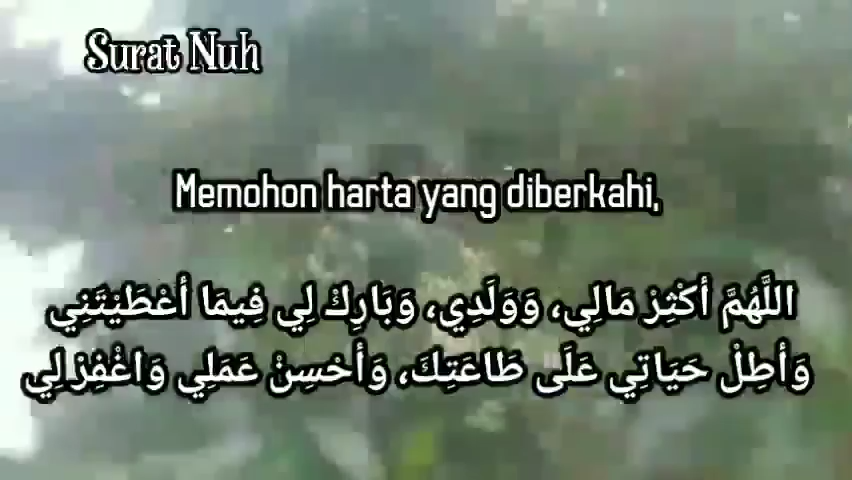 Surat Nuh
Memohon harta yang diberkahi,
اللَّهُمَّ أَكْثِرْ مَالِي، وَوَلَدِي، وَبَارِكْ لِي فِيمَا أَعْطَيْتَنِي
وَأَطِلْ حَيَاتِي عَلَى طَاعَتِكَ، وَأَحْسِنْ عَمَلِي وَاغْفِرْ لِي